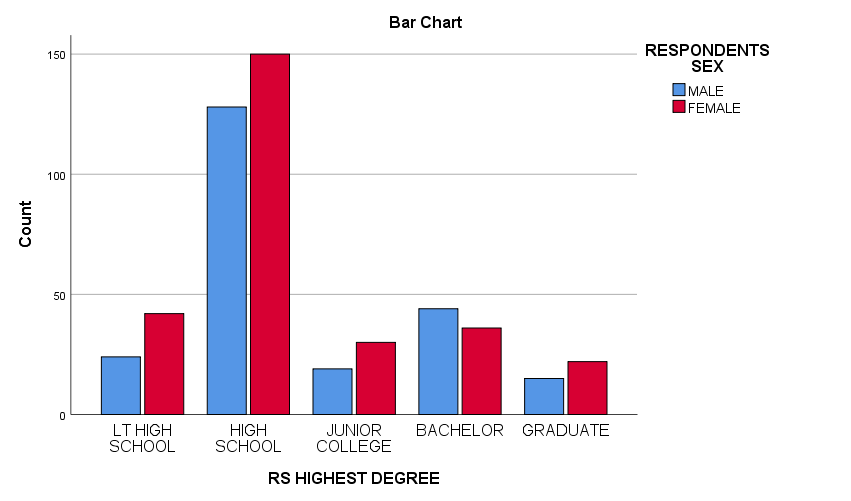 Bar Chart
RESPONDENTS
SEX
MALE
FEMALE
Count
150
100
50
0
LT HIGH
SCHOOL
HIGH
SCHOOL
JUNIOR
COLLEGE
BACHELOR
GRADUATE
RS HIGHEST DEGREE